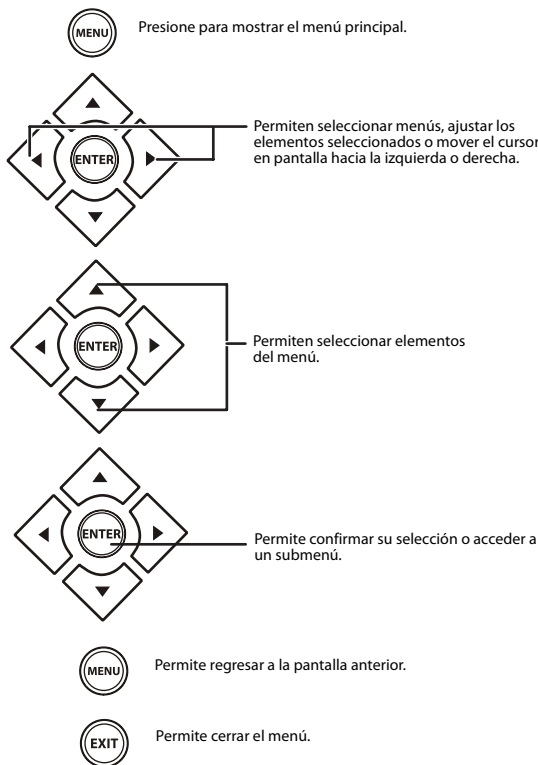 MENU
Presione para mostrar el menú principal.
ENTER
Permiten seleccionar menús, ajustar los
elementos seleccionados o mover el cursor
en pantalla hacia la izquierda o derecha.
ENTER
Permiten seleccionar elementos
del menú.
ENTER
Permite confirmar su selección o acceder a
un submenú.
MENU
Permite regresar a la pantalla anterior.
EXIT
Permite cerrar el menú.